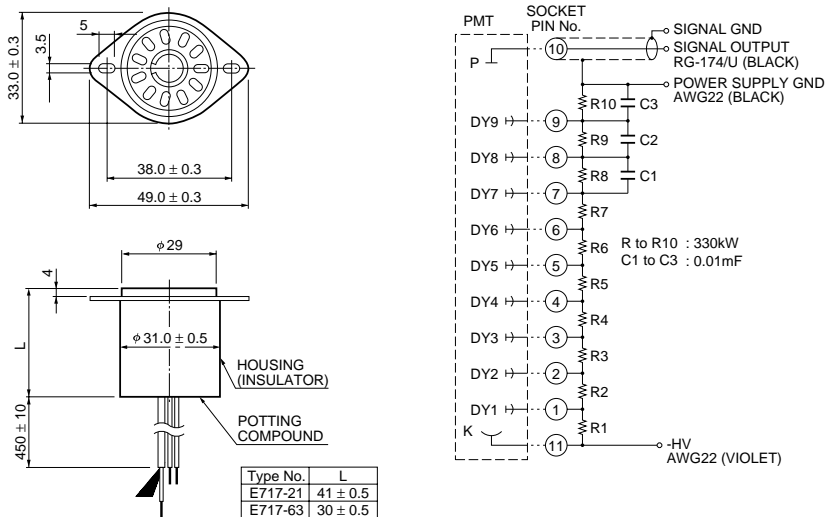 5
3.5
33.0 ± 0.3
38.0 ± 0.3
49.0 ± 0.3
φ 29
4
L
φ 31.0 ± 0.5
HOUSING
(INSULATOR)
450 ± 10
POTTING
COMPOUND
Type No. L
E717-21 41 ± 0.5
E717-63 30 ± 0.5
PMT
SOCKET
PIN No.
SIGNAL GND
P 10 SIGNAL OUTPUT
RG-174/U (BLACK)
POWER SUPPLY GND
AWG22 (BLACK)
R10 C3
DY9 9
R9 C2
DY8 8
R8 C1
DY7 7
R7
DY6 6
R6
R to R10 : 330kW
C1 to C3 : 0.01mF
DY5 5
R5
DY4 4
R4
DY3 3
R3
DY2 2
R2
DY1 1
R1
K 11 -HV
AWG22 (VIOLET)